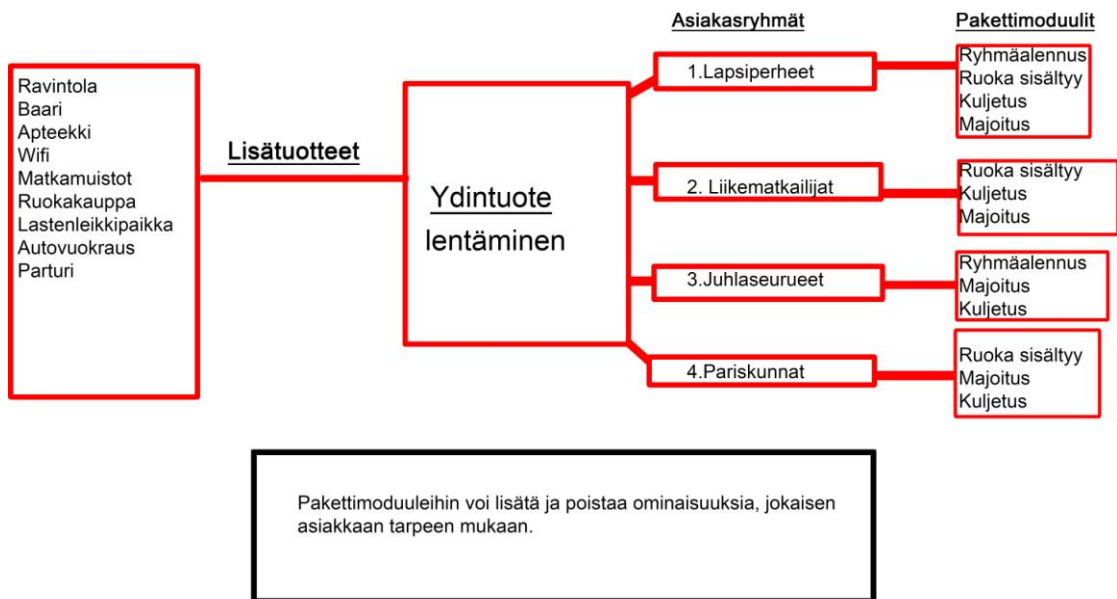 Asiakasryhmät
Pakettimoduulit
Ravintola
Baari
Apteekki
Wifi
Matkamuistot
Ruokakauppa
Lastenleikkipaikka
Autovuokraus
Parturi
Lisätuotteet
Ydintuote
lentäminen
1.Lapsiperheet
Ryhmäalennus
Ruoka sisältyy
Kuljetus
Majoitus
2. Liikematkailijat
Ruoka sisältyy
Kuljetus
Majoitus
3.Juhlaseurueet
Ryhmäalennus
Majoitus
Kuljetus
4.Pariskunnat
Ruoka sisältyy
Majoitus
Kuljetus
Pakettimoduuleihin voi lisätä ja poistaa ominaisuuksia, jokaisen
asiakkaan tarpeen mukaan.